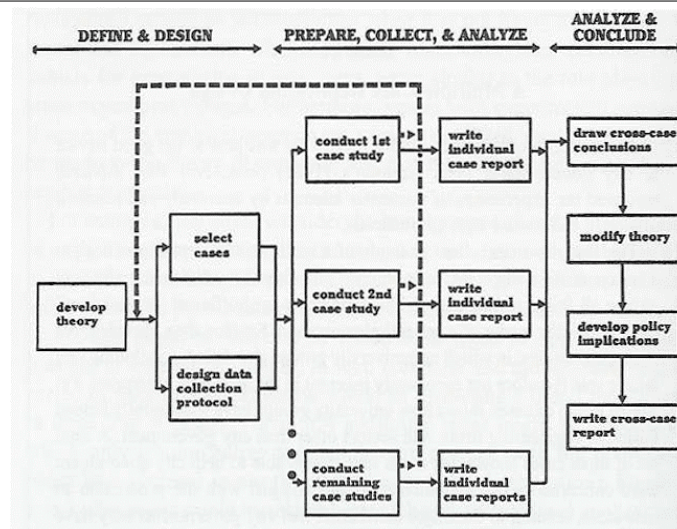 DEFINE & DESIGN
PREPARE, COLLECT, & ANALYZE
ANALYZE &
CONCLUDE
develop
theory
select
cases
design data
collection
protocol
conduct 1st
case study
write
individual
case report
conduct 2nd
case study
write
individual
case report
conduct
remaining
case studies
write
individual
case reports
draw cross-case
conclusions
modify theory
develop policy
implications
write cross-case
report